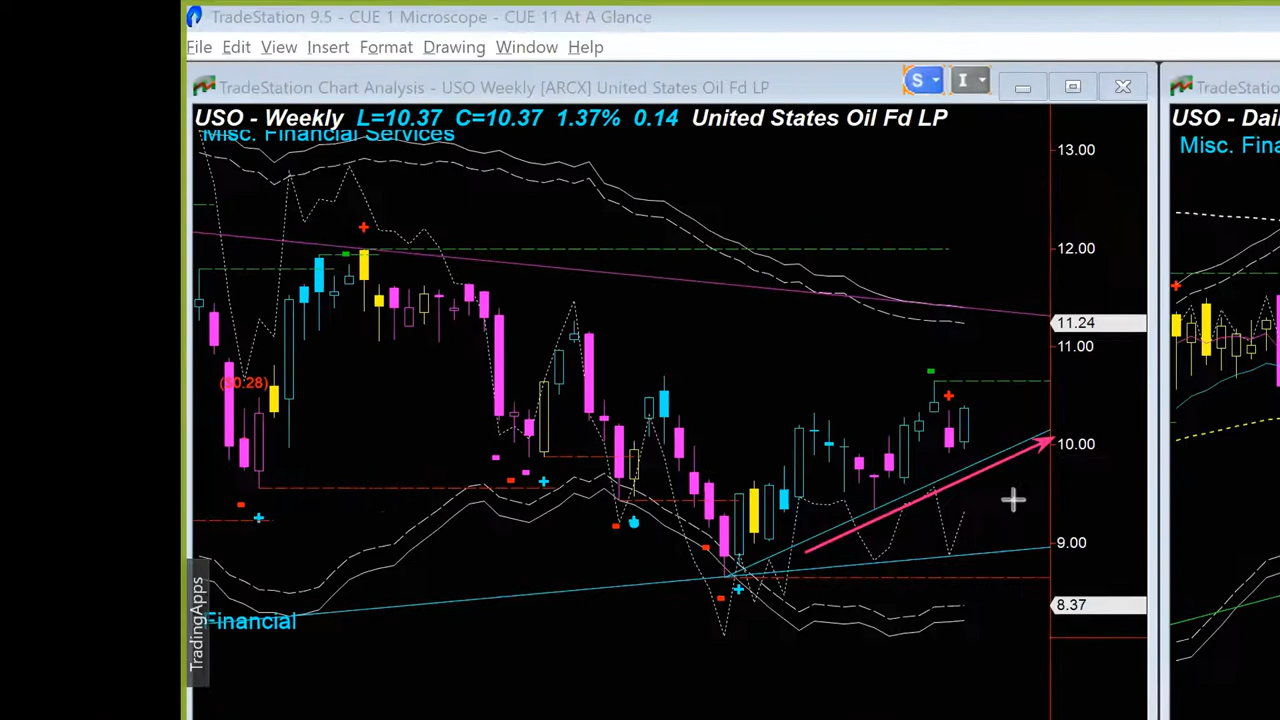 TradeStation 9.5 - CUE 1 Microscope - CUE 11 At A Glance
File Edit View Insert Format Drawing Window Help
TradeStation Chart Analysis - USO Weekly [ARCX] United States Oil Fd LP
S I
TradeStation
USO - Weekly L=10.37 C=10.37 1.37% 0.14 United States Oil Fd LP
USO - Dai
Misc. Financial Services
Misc. Fina
13.00
12.00
11.24
11.00
10.00
9.00
8.37
Financial
TradingApps